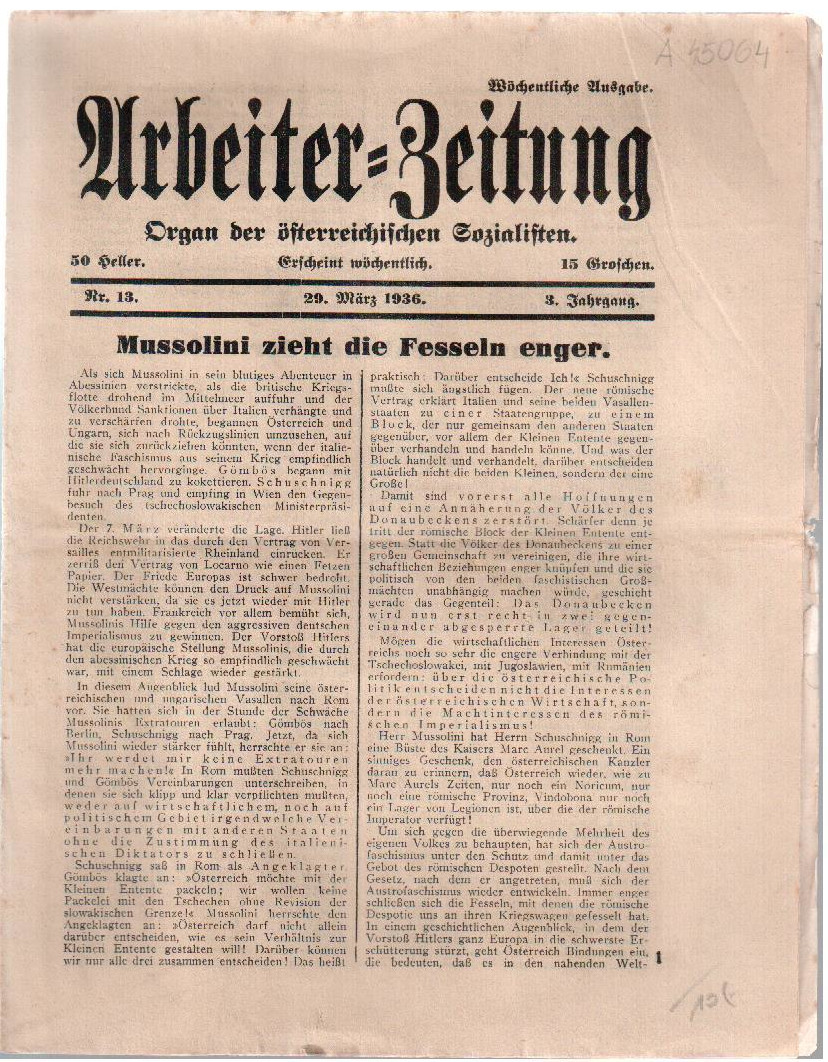 A 45064
Wöchentliche Ausgabe.
Arbeiter-Zeitung
Organ der österreichischen Sozialisten.
50 Heller. Erscheint wöchentlich. 15 Groschen.
Nr. 13. 29. März 1936. 3. Jahrgang.
Mussolini zieht die Fesseln enger.
Als sich Mussolini in sein blutiges Abenteuer in
Abessinien verstrickte, als die britische Kriegs-
flotte drohend im Mittelmeer auffuhr und der
Völkerbund Sanktionen über Italien verhängte und
zu verschärfen drohte, begannen Österreich und
Ungarn, sich nach Rückzugslinien umzusehen, auf
die sie sich zurückziehen könnten, wenn der italie-
nische Faschismus aus seinem Krieg empfindlich
geschwächt hervorginge. Gömbös begann mit
Hitlerdeutschland zu kokettieren. Schuschnigg
fuhr nach Prag und empfing in Wien den Gegen-
besuch des tschechoslowakischen Ministerpräsi-
denten.
Der 7. März veränderte die Lage. Hitler ließ
die Reichswehr in das durch den Vertrag von Ver-
sailles entmilitarisierte Rheinland einrücken. Er
zerriß den Vertrag von Locarno wie einen Fetzen
Papier. Der Friede Europas ist schwer bedroht.
Die Westmächte können den Druck auf Mussolini
nicht verstärken, da sie es jetzt wieder mit Hitler
zu tun haben. Frankreich vor allem bemüht sich,
Mussolinis Hilfe gegen den aggressiven deutschen
Imperialismus zu gewinnen. Der Vorstoß Hitlers
hat die europäische Stellung Mussolinis, die durch
den abessinischen Krieg so empfindlich geschwächt
war, mit einem Schlage wieder gestärkt.
In diesem Augenblick lud Mussolini seine öster-
reichischen und ungarischen Vasallen nach Rom
vor. Sie hatten sich in der Stunde der Schwäche
Mussolinis Extratouren erlaubt: Gömbös nach
Berlin, Schuschnigg nach Prag. Jetzt, da sich
Mussolini wieder stärker fühlt, herrschte er sie an:
»Ihr werdet mir keine Extratouren
mehr machen!« In Rom mußten Schuschnigg
und Gömbös Vereinbarungen unterschreiben, in
denen sie sich klipp und klar verpflichten mußten,
weder auf wirtschaftlichem, noch auf
politischem Gebiet irgendwelche Ver-
einbarungen mit anderen Staaten
ohne die Zustimmung des italieni-
schen Diktators zu schließen.
Schuschnigg saß in Rom als Angeklagter.
Gömbös klagte an: »Österreich möchte mit der
Kleinen Entente packeln; wir wollen keine
Packelei mit den Tschechen ohne Revision der
slowakischen Grenze!« Mussolini herrschte den
Angeklagten an: »Österreich darf nicht allein
darüber entscheiden, wie es sein Verhältnis zur
Kleinen Entente gestalten will! Darüber können
wir nur alle drei zusammen entscheiden! Das heißt
praktisch: Darüber entscheide Ich!« Schuschnigg
mußte sich ängstlich fügen. Der neue römische
Vertrag erklärt Italien und seine beiden Vasallen-
staaten zu einer Staatengruppe, zu einem
Block, der nur gemeinsam den anderen Staaten
gegenüber, vor allem der Kleinen Entente gegen-
über verhandeln und handeln könne. Und was der
Block handelt und verhandelt, darüber entscheiden
natürlich nicht die beiden Kleinen, sondern der eine
Große!
Damit sind vorerst alle Hoffnungen
auf eine Annäherung der Völker des
Donaubeckens zerstört. Schärfer denn je
tritt der römische Block der Kleinen Entente ent-
gegen. Statt die Völker des Donaubeckens zu einer
großen Gemeinschaft zu vereinigen, die ihre wirt-
schaftlichen Beziehungen enger knüpfen und die sie
politisch von den beiden faschistischen Groß-
mächten unabhängig machen würde, geschieht
gerade das Gegenteil: Das Donaubecken
wird nun erst recht in zwei gegen-
einander abgesperrte Lager geteilt!
Mögen die wirtschaftlichen Interessen Öster-
reichs noch so sehr die engere Verbindung mit der
Tschechoslowakei, mit Jugoslawien, mit Rumänien
erfordern: über die österreichische Po-
litik entscheiden nicht die Interessen
der österreichischen Wirtschaft, son-
dern die Machtinteressen des römi-
schen Imperialismus!
Herr Mussolini hat Herrn Schuschnigg in Rom
eine Büste des Kaisers Marc Aurel geschenkt. Ein
sinniges Geschenk, den österreichischen Kanzler
daran zu erinnern, daß Österreich wieder, wie zu
Marc Aurels Zeiten, nur noch ein Noricum, nur
noch eine römische Provinz, Vindobona nur noch
ein Lager von Legionen ist, über die der römische
Imperator verfügt!
Um sich gegen die überwiegende Mehrheit des
eigenen Volkes zu behaupten, hat sich der Austro-
faschismus unter den Schutz und damit unter das
Gebot des römischen Despoten gestellt. Nach dem
Gesetz, nach dem er angetreten, muß sich der
Austrofaschismus wieder entwickeln. Immer enger
schließen sich die Fesseln, mit denen die römische
Despotie uns an ihren Kriegswagen gefesselt hat.
In einem geschichtlichen Augenblick, in dem der
Vorstoß Hitlers ganz Europa in die schwerste Er-
schütterung stürzt, geht Österreich Bindungen ein,
die bedeuten, daß es in den nahenden Welt-
1